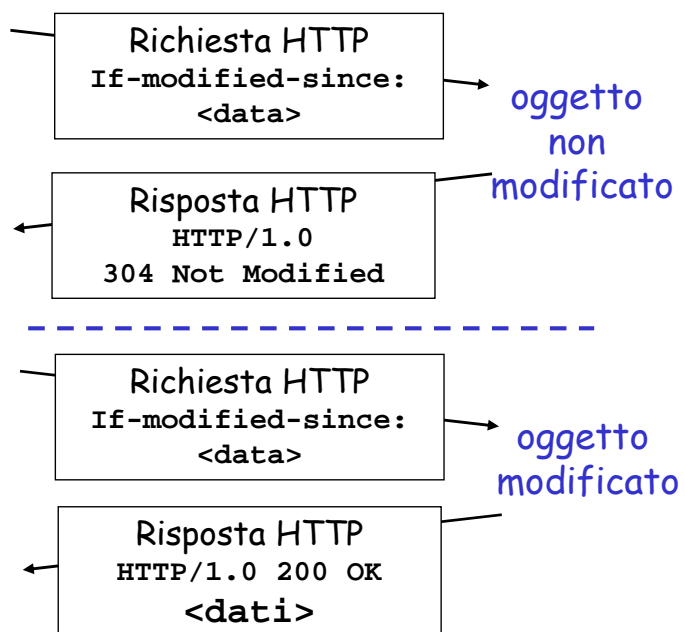 Richiesta HTTP
If-modified-since:
<data>
oggetto
non
modificato
Risposta HTTP
HTTP/1.0
304 Not Modified
Richiesta HTTP
If-modified-since:
<data>
oggetto
modificato
Risposta HTTP
HTTP/1.0 200 OK
<dati>